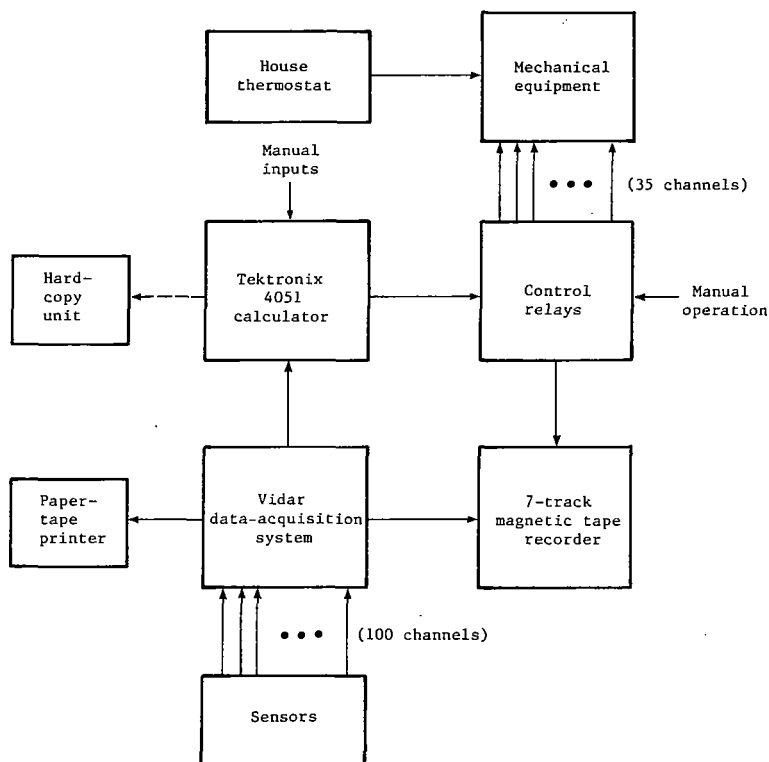 House
thermostat
Mechanical
equipment
Manual
inputs
(35 channels)
Hard-
copy
unit
Tektronix
4051
calculator
Control
relays
Manual
operation
Paper-
tape
printer
Vidar
data-acquisition
system
7-track
magnetic tape
recorder
(100 channels)
Sensors